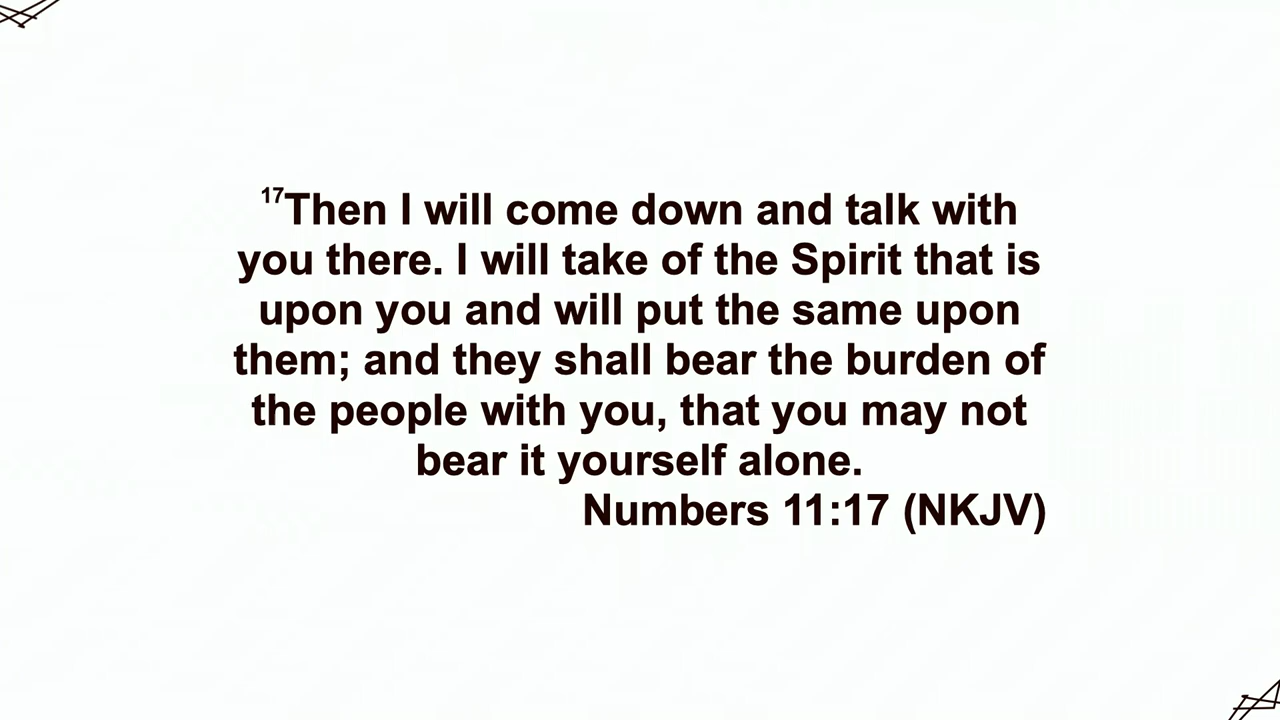 17Then I will come down and talk with
you there. I will take of the Spirit that is
upon you and will put the same upon
them; and they shall bear the burden of
the people with you, that you may not
bear it yourself alone.
Numbers 11:17 (NKJV)